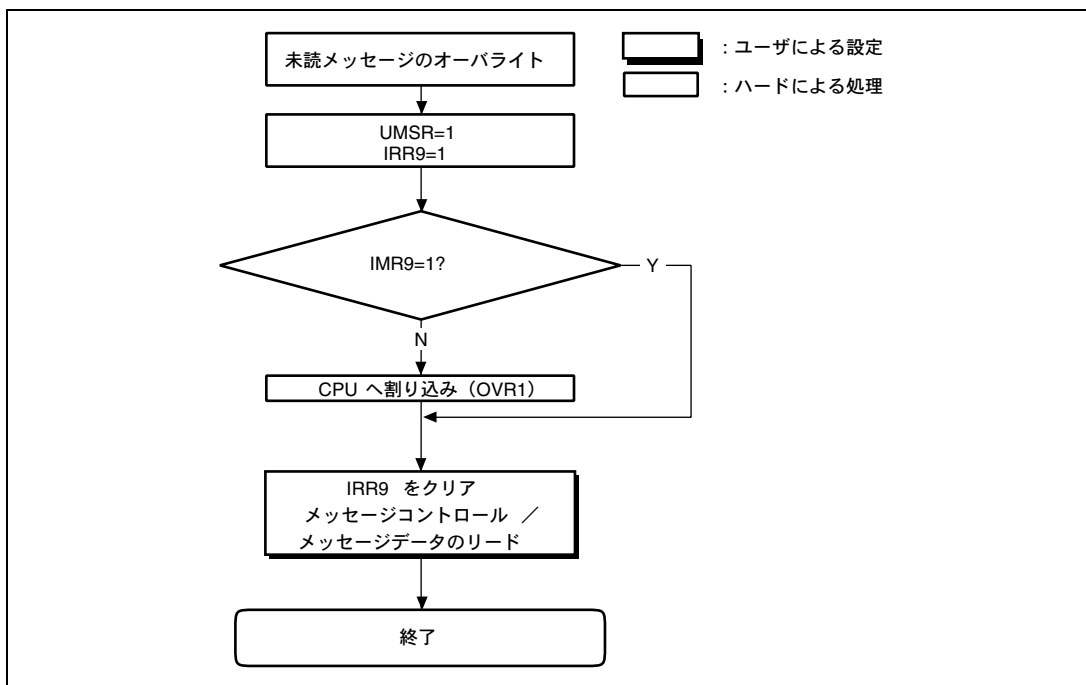 未読メッセージのオーバライト
：ユーザによる設定
：ハードによる処理
UMSR=1
IRR9=1
IMR9=1?
Y
N
CPU へ割り込み（OVR1）
IRR9 をクリア
メッセージコントロール ／
メッセージデータのリード
終了